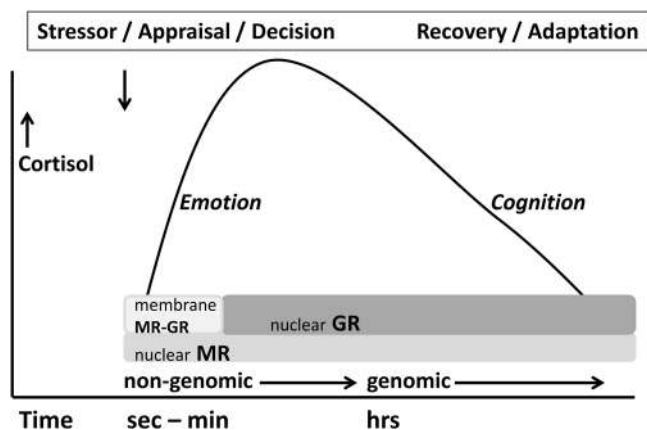 Stressor / Appraisal / Decision Recovery / Adaptation
Cortisol
Emotion Cognition
membrane
MR-GR nuclear GR
nuclear MR
non-genomic genomic
Time sec – min hrs